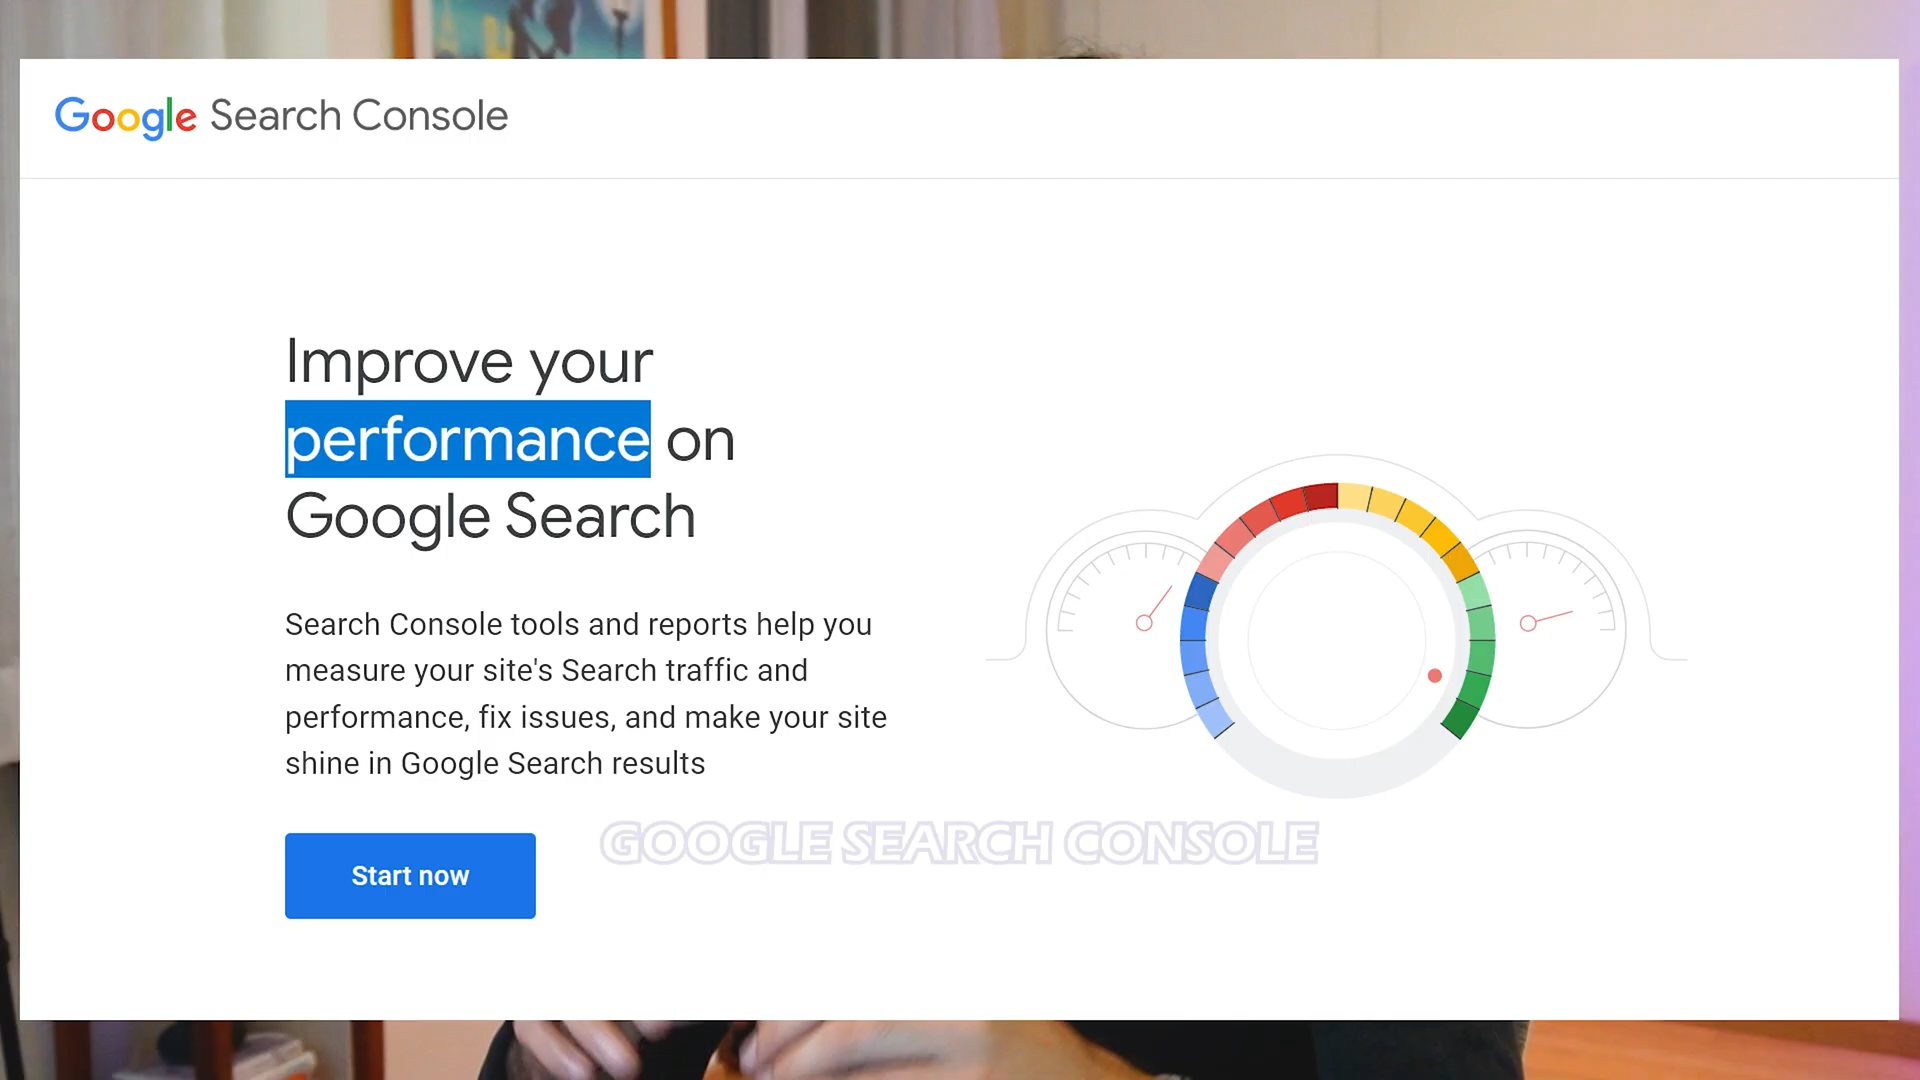 Google Search Console
Improve your
performance on
Google Search
Search Console tools and reports help you
measure your site's Search traffic and
performance, fix issues, and make your site
shine in Google Search results
GOOGLE SEARCH CONSOLE
Start now